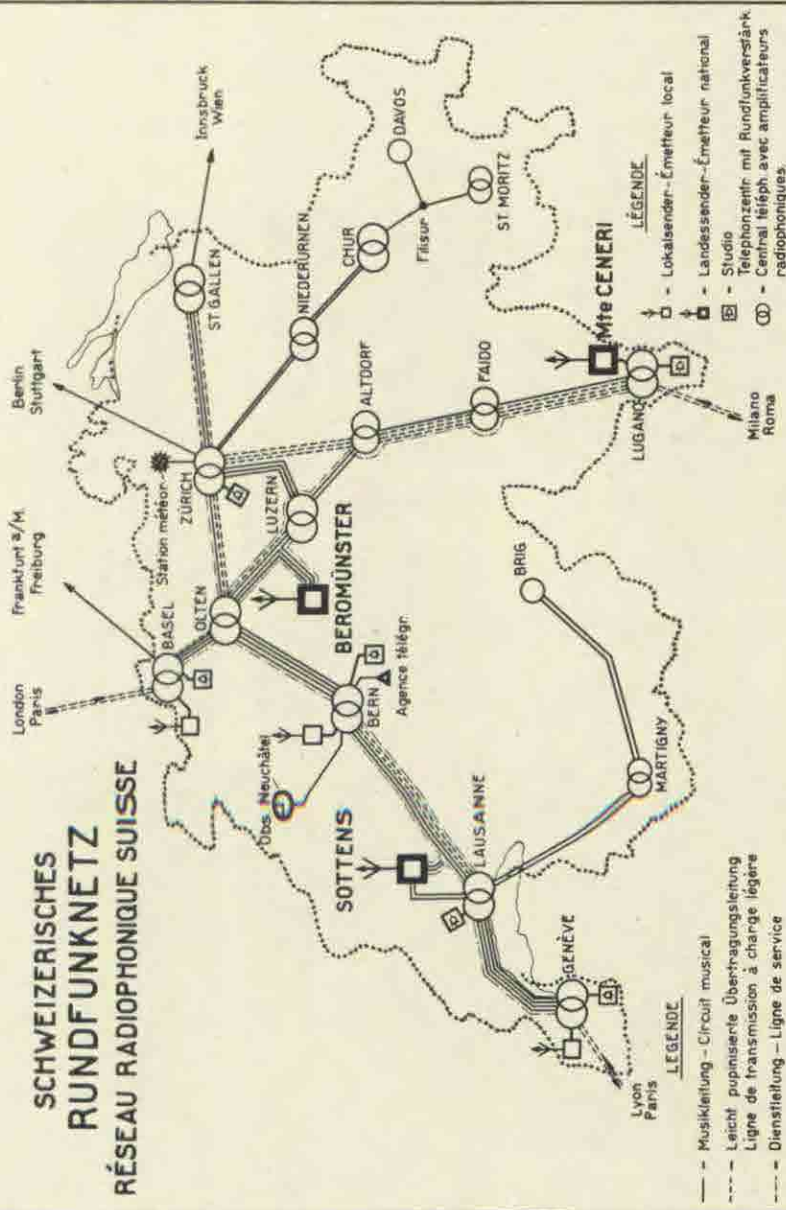 SCHWEIZERISCHES
RUNDFUNKNETZ
RÉSEAU RADIOPHONIQUE SUISSE
London
Paris
Frankfurt a/M.
Freiburg
Berlin
Stuttgart
Innsbruck
Wien
Station météor.
BASEL
OLTEN
ZÜRICH
ST. GALLEN
LUZERN
NIEDERURNEN
CHUR
DAVOS
Filisur
ST MORITZ
BEROMÜNSTER
ALTDORF
FAIDO
Mte CENERI
LUGANO
Milano
Roma
Obs. Neuchâtel
BERN
Agence télégr.
SOTTENS
LAUSANNE
GENÈVE
Lyon
Paris
MARTIGNY
BRIG
LÉGENDE
— = Musikleitung – Circuit musical
--- = Leicht pupinisierte Übertragungsleitung
Ligne de transmission à charge légère
--- = Dienstleitung – Ligne de service
LÉGENDE
= Lokalsender-Émetteur local
= Landessender-Émetteur national
= Studio
Telephonzentr mit Rundfunkverstärk.
= Central téléph avec amplificateurs
radiophoniques